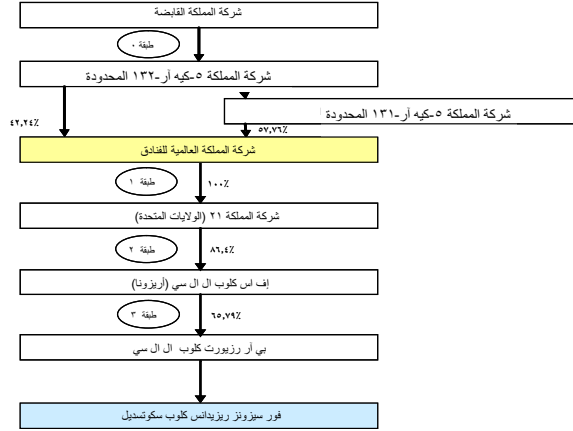 شركة المملكة القابضة
طبقة ٠
شركة المملكة ٥-كيه آر-١٣٢ المحدودة
شركة المملكة ٥-كيه آر-١٣١ المحدودة
٤٢,٢٤٪
٥٧,٧٦٪
شركة المملكة العالمية للفنادق
طبقة ١
١٠٠٪
شركة المملكة ٢١ (الولايات المتحدة)
طبقة ٢
٨٦,٤٪
إف اس كلوب ال ال سي (أريزونا)
طبقة ٣
٦٥,٧٩٪
بي آر رزيورت كلوب ال ال سي
فور سيزونز ريزيدانس كلوب سكوتسديل